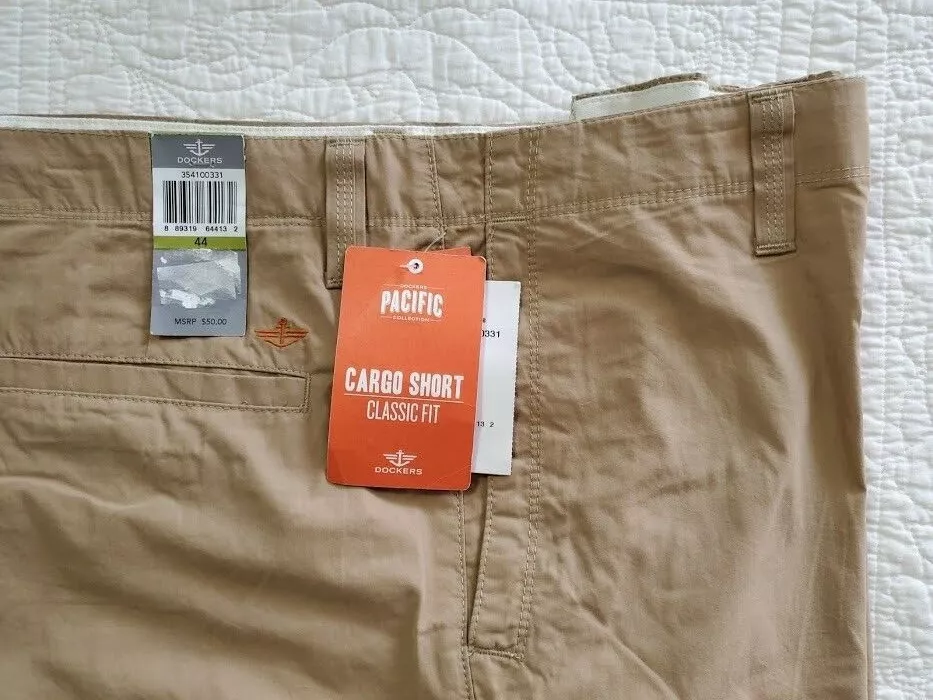 DOCKERS
354100331
8 89319 64413 2
44
MSRP $50.00
DOCKERS
PACIFIC
COLLECTION
CARGO SHORT
CLASSIC FIT
DOCKERS
0331
13 2